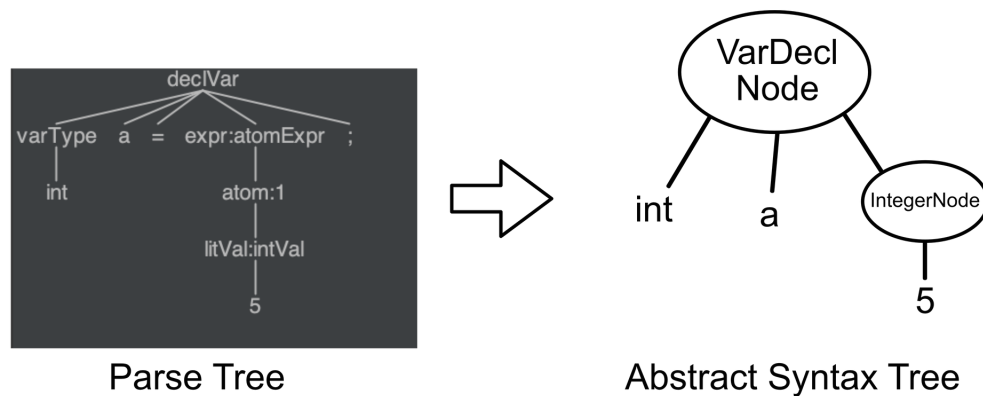 declVar
varType a = expr:atomExpr ;
int atom:1
litVal:intVal
5
Parse Tree
VarDecl
Node
int a IntegerNode
5
Abstract Syntax Tree